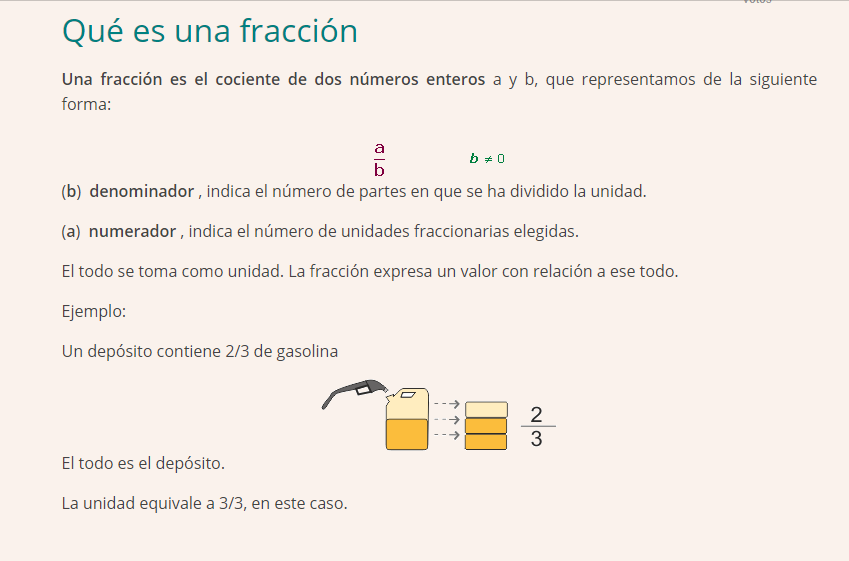 Qué es una fracción
Una fracción es el cociente de dos números enteros a y b, que representamos de la siguiente
forma:
a
b
b ≠ 0
(b) denominador , indica el número de partes en que se ha dividido la unidad.
(a) numerador , indica el número de unidades fraccionarias elegidas.
El todo se toma como unidad. La fracción expresa un valor con relación a ese todo.
Ejemplo:
Un depósito contiene 2/3 de gasolina
2
3
El todo es el depósito.
La unidad equivale a 3/3, en este caso.